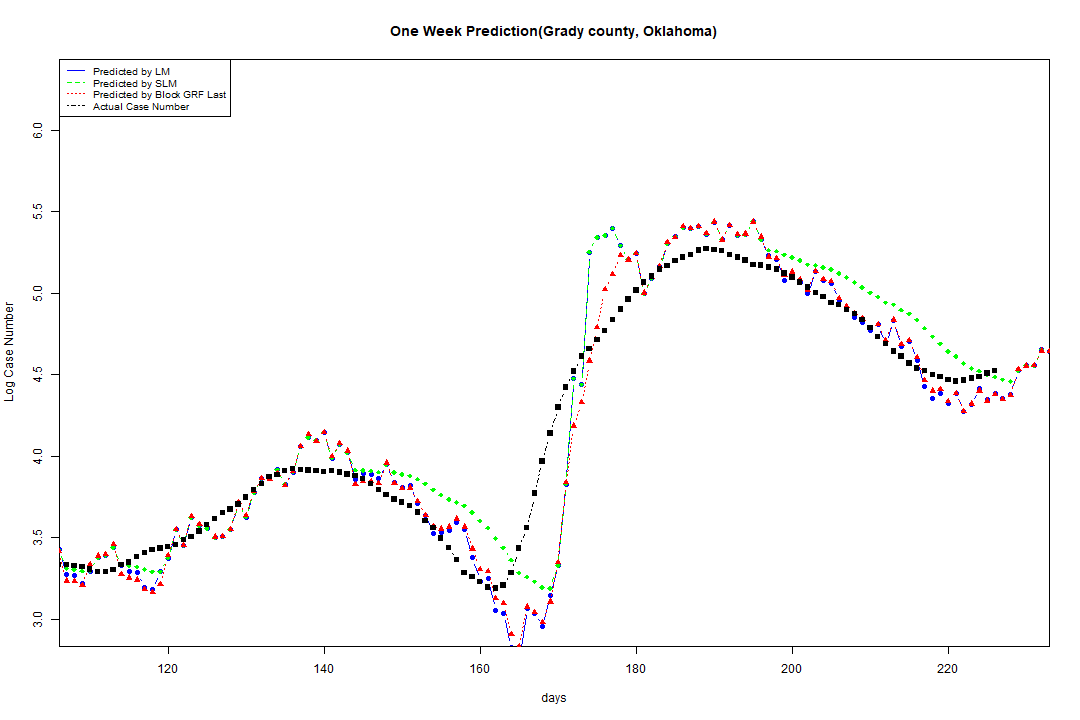 One Week Prediction(Grady county, Oklahoma)
Predicted by LM
Predicted by SLM
Predicted by Block GRF Last
Actual Case Number
6.0
5.5
5.0
4.5
4.0
3.5
3.0
Log Case Number
120 140 160 180 200 220
days